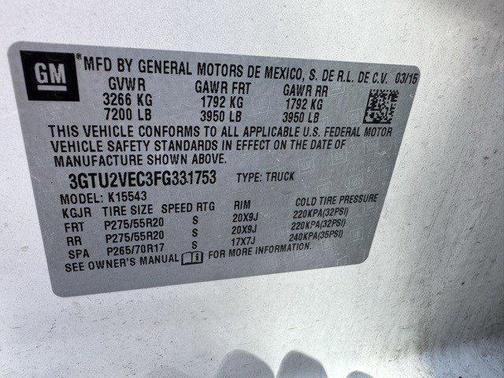 GM
*MFD BY GENERAL MOTORS DE MEXICO, S. DE R.L. DE C.V. 03/15
GVWR GAWR FRT GAWR RR
3266 KG 1792 KG 1792 KG
7200 LB 3950 LB 3950 LB
THIS VEHICLE CONFORMS TO ALL APPLICABLE U.S. FEDERAL MOTOR
VEHICLE SAFETY STANDARDS IN EFFECT ON THE DATE OF
MANUFACTURE SHOWN ABOVE.
3GTU2VEC3FG331753 TYPE: TRUCK
MODEL: K15543
KGJR TIRE SIZE SPEED RTG RIM COLD TIRE PRESSURE
FRT P275/55R20 S 20X9J 220KPA(32PSI)
RR P275/55R20 S 20X9J 220KPA(32PSI)
SPA P265/70R17 S 17X7J 240KPA(35PSI)
SEE OWNER'S MANUAL FOR MORE INFORMATION